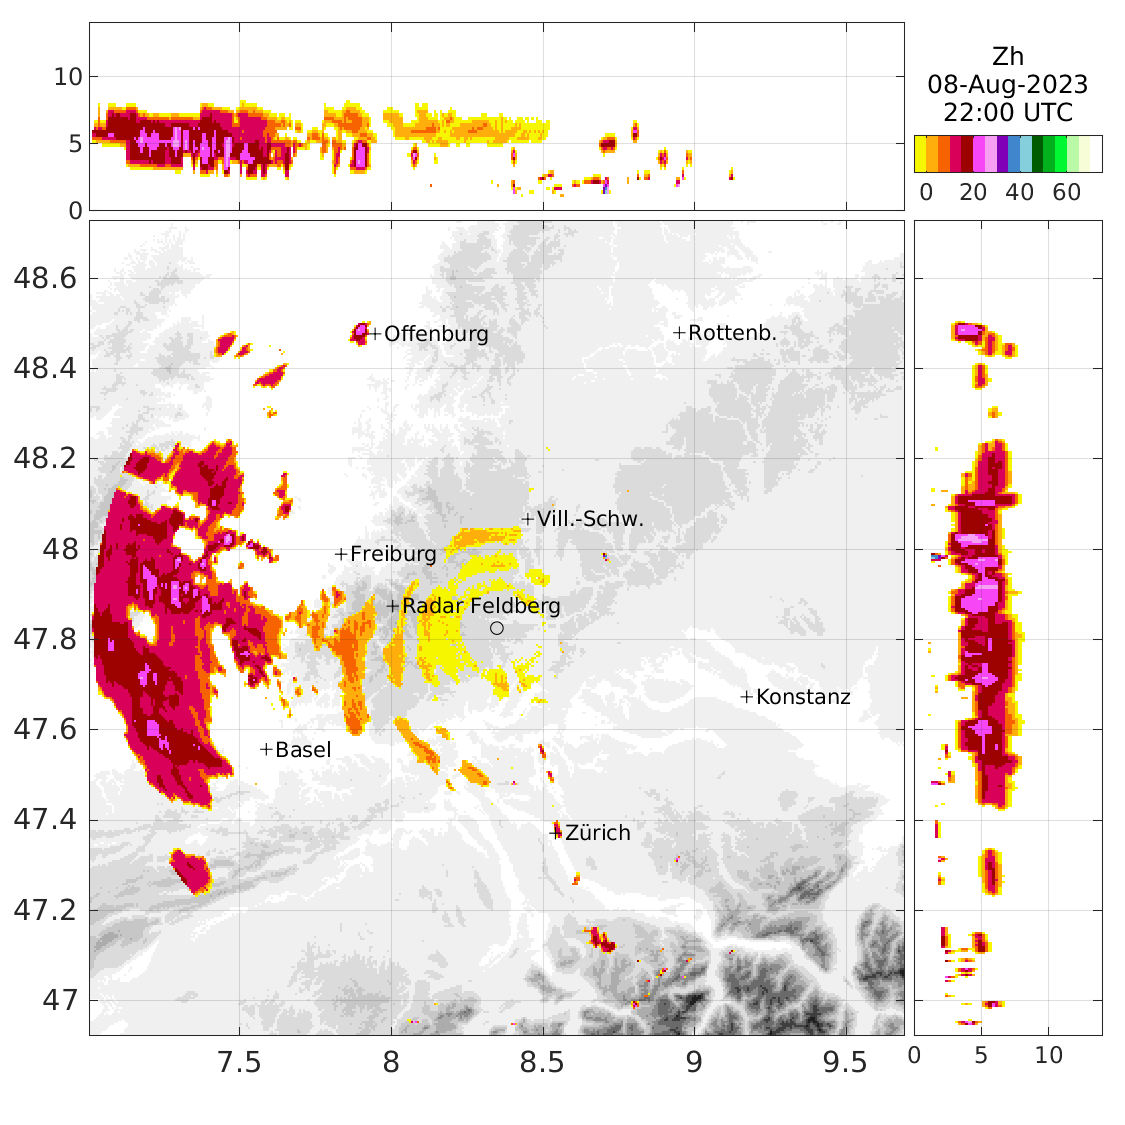 Zh
08-Aug-2023
22:00 UTC
10
5
0
0 20 40 60
48.6
48.4
48.2
48
47.8
47.6
47.4
47.2
47
+Offenburg
+Rottenb.
+Vill.-Schw.
+Freiburg
+Radar Feldberg
+Konstanz
+Basel
+Zürich
7.5 8 8.5 9 9.5
0 5 10